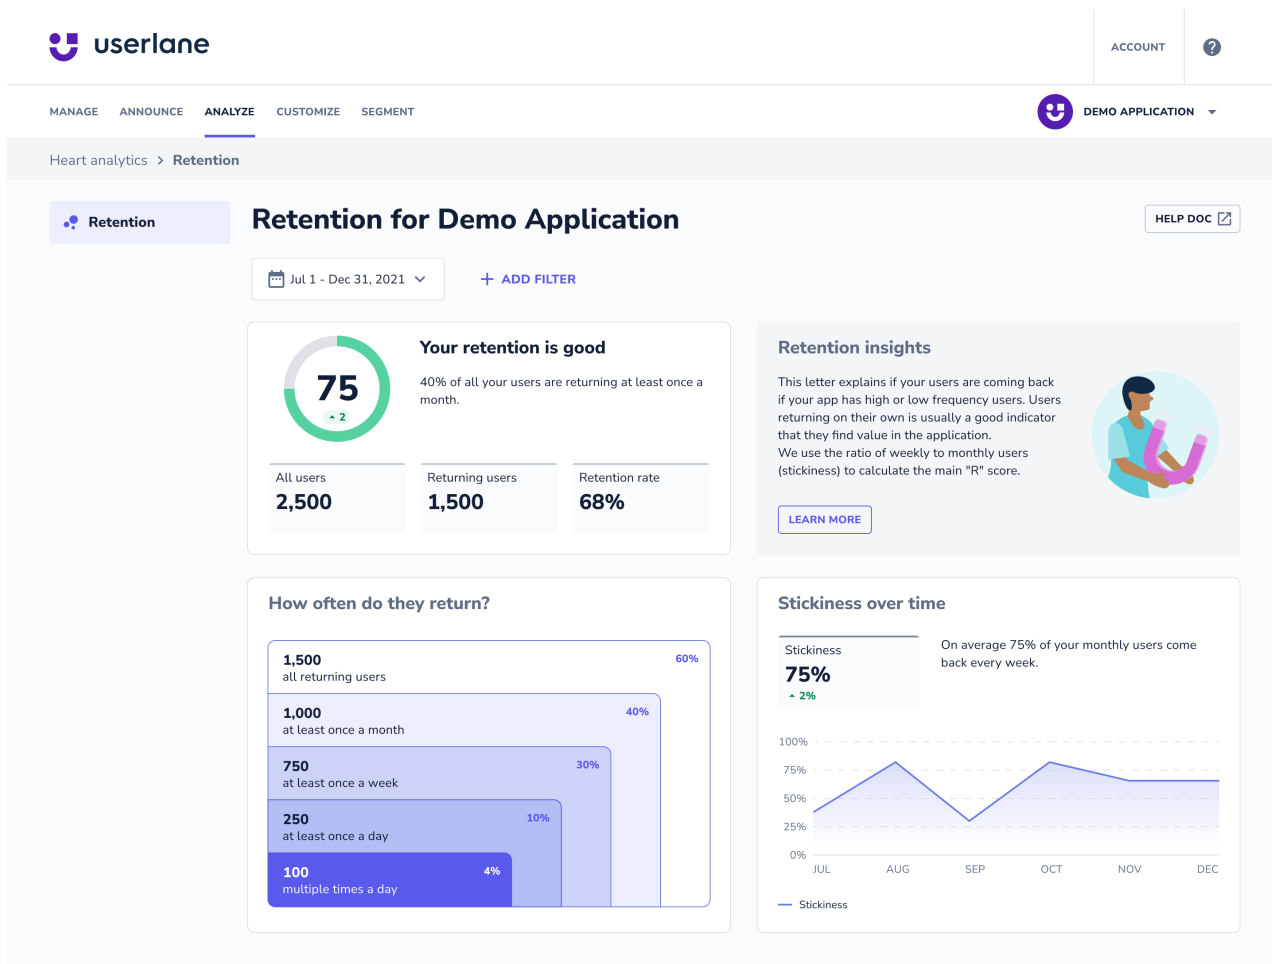 userlane
ACCOUNT
MANAGE ANNOUNCE ANALYZE CUSTOMIZE SEGMENT
DEMO APPLICATION
Heart analytics > Retention
Retention
Retention for Demo Application
HELP DOC
Jul 1 - Dec 31, 2021
+ ADD FILTER
75
2
Your retention is good
40% of all your users are returning at least once a
month.
All users
2,500
Returning users
1,500
Retention rate
68%
Retention insights
This letter explains if your users are coming back
if your app has high or low frequency users. Users
returning on their own is usually a good indicator
that they find value in the application.
We use the ratio of weekly to monthly users
(stickiness) to calculate the main "R" score.
LEARN MORE
How often do they return?
1,500 60%
all returning users
1,000 40%
at least once a month
750 30%
at least once a week
250 10%
at least once a day
100 4%
multiple times a day
Stickiness over time
Stickiness
75%
2%
On average 75% of your monthly users come
back every week.
100%
75%
50%
25%
0%
JUL AUG SEP OCT NOV DEC
Stickiness